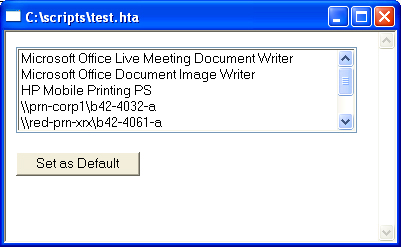 C:\scripts\test.hta
Microsoft Office Live Meeting Document Writer
Microsoft Office Document Image Writer
HP Mobile Printing PS
\\prn-corp1\b42-4032-a
\\red-prn-xrx\b42-4061-a
Set as Default